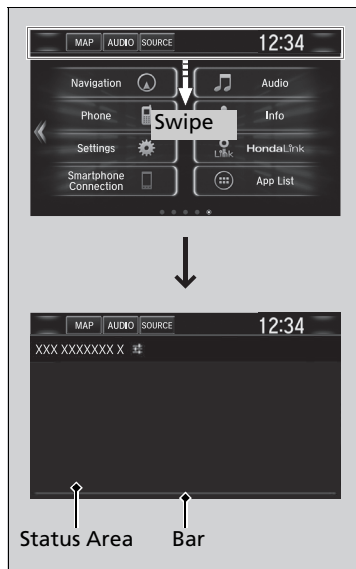 MAP AUDIO SOURCE 12:34
Navigation Audio
Phone Info
Swipe
Settings Link HondaLink
Smartphone
Connection App List
MAP AUDIO SOURCE 12:34
XXX XXXXXXX X
Status Area Bar